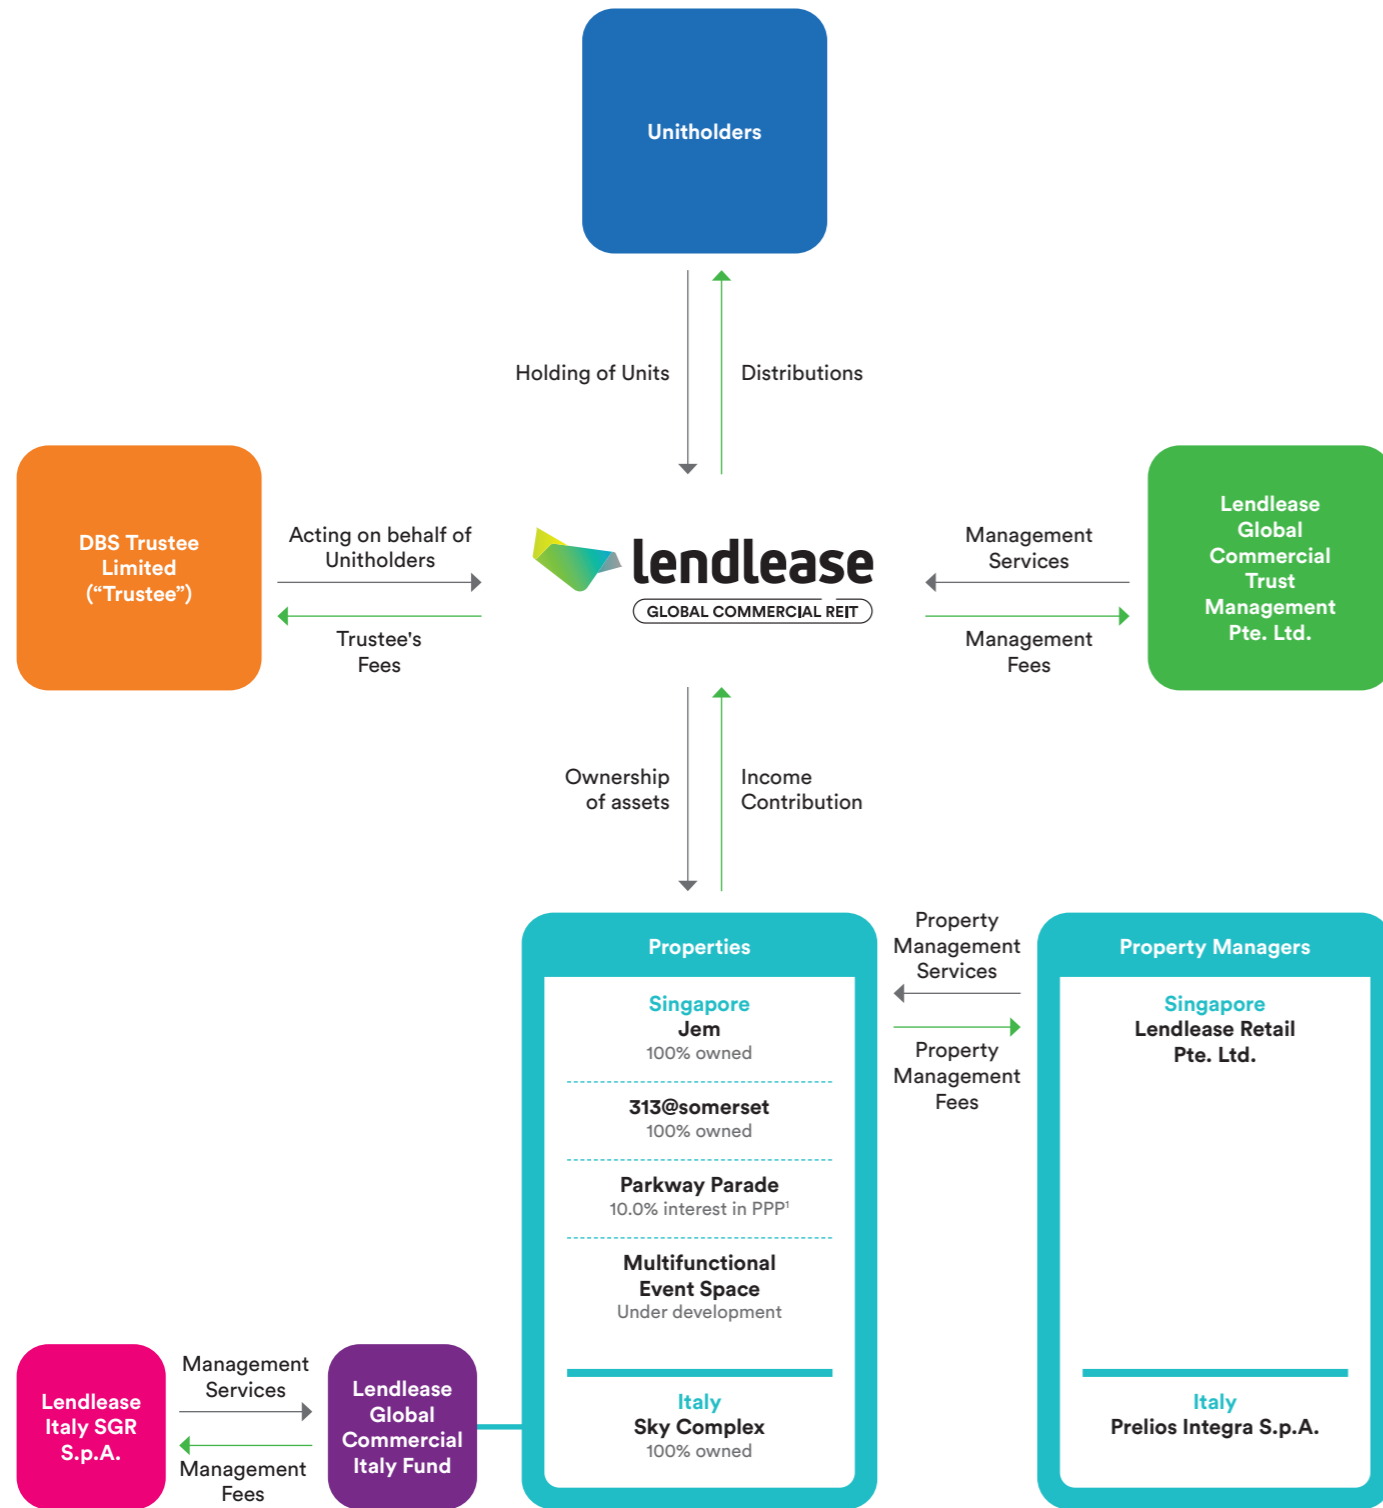 Unitholders
Holding of Units
Distributions
DBS Trustee
Limited
(“Trustee”)
Acting on behalf of
Unitholders
Trustee's
Fees
lendlease
GLOBAL COMMERCIAL REIT
Management
Services
Management
Fees
Lendlease
Global
Commercial
Trust
Management
Pte. Ltd.
Ownership
of assets
Income
Contribution
Properties
Singapore
Jem
100% owned
313@somerset
100% owned
Parkway Parade
10.0% interest in PPP¹
Multifunctional
Event Space
Under development
Italy
Sky Complex
100% owned
Property
Management
Services
Property
Management
Fees
Property Managers
Singapore
Lendlease Retail
Pte. Ltd.
Italy
Prelios Integra S.p.A.
Lendlease
Italy SGR
S.p.A.
Management
Services
Management
Fees
Lendlease
Global
Commercial
Italy Fund